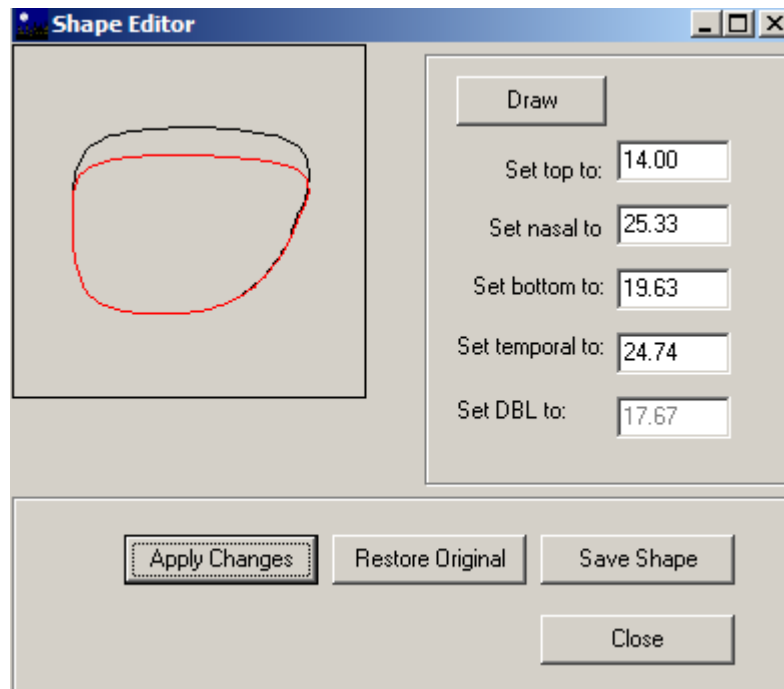 Shape Editor
Draw
Set top to: 14.00
Set nasal to 25.33
Set bottom to: 19.63
Set temporal to: 24.74
Set DBL to: 17.67
Apply Changes Restore Original Save Shape
Close